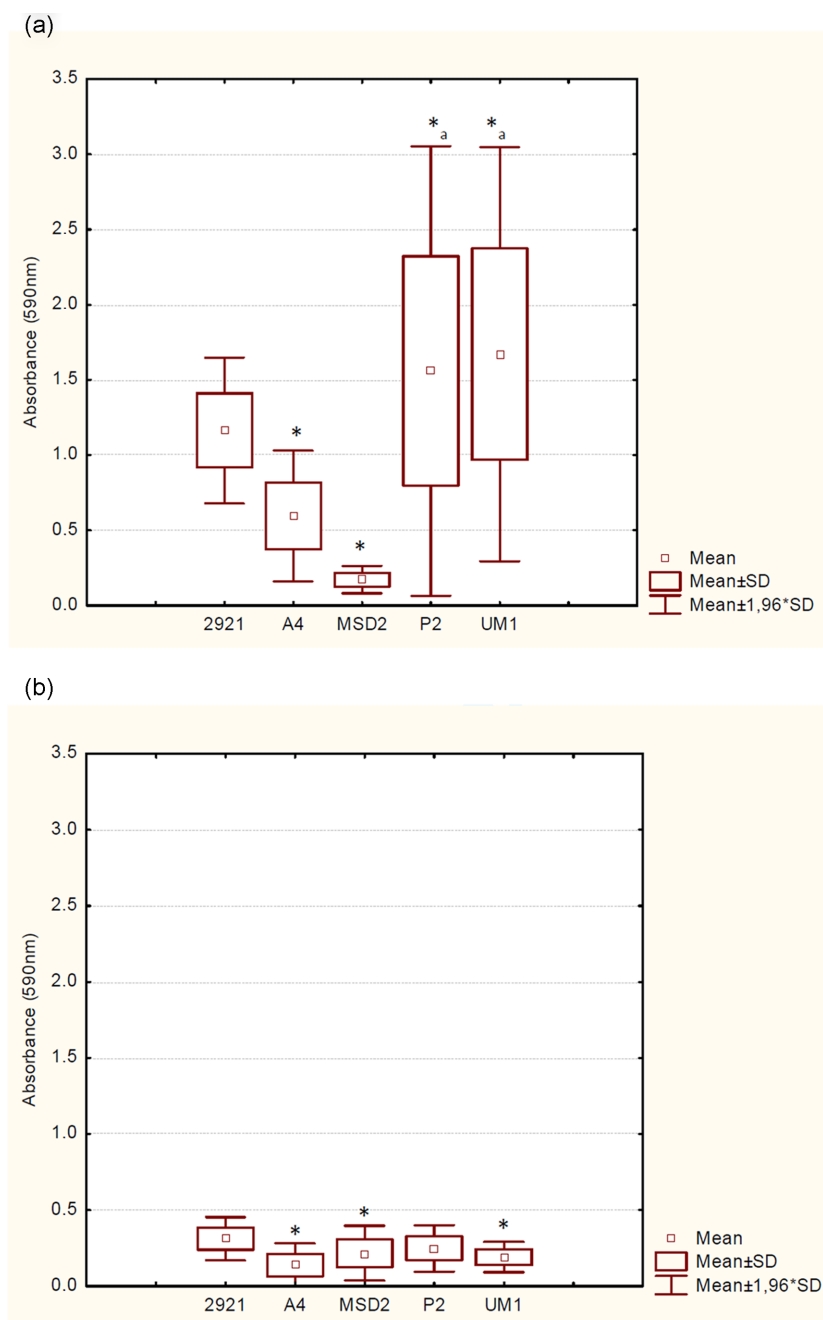 (a)
3.5
3.0
2.5
2.0
1.5
1.0
0.5
0.0
Absorbance (590nm)
* a
* a
*
*
2921 A4 MSD2 P2 UM1
Mean
Mean±SD
Mean±1,96*SD
(b)
3.5
3.0
2.5
2.0
1.5
1.0
0.5
0.0
Absorbance (590nm)
* * *
2921 A4 MSD2 P2 UM1
Mean
Mean±SD
Mean±1,96*SD